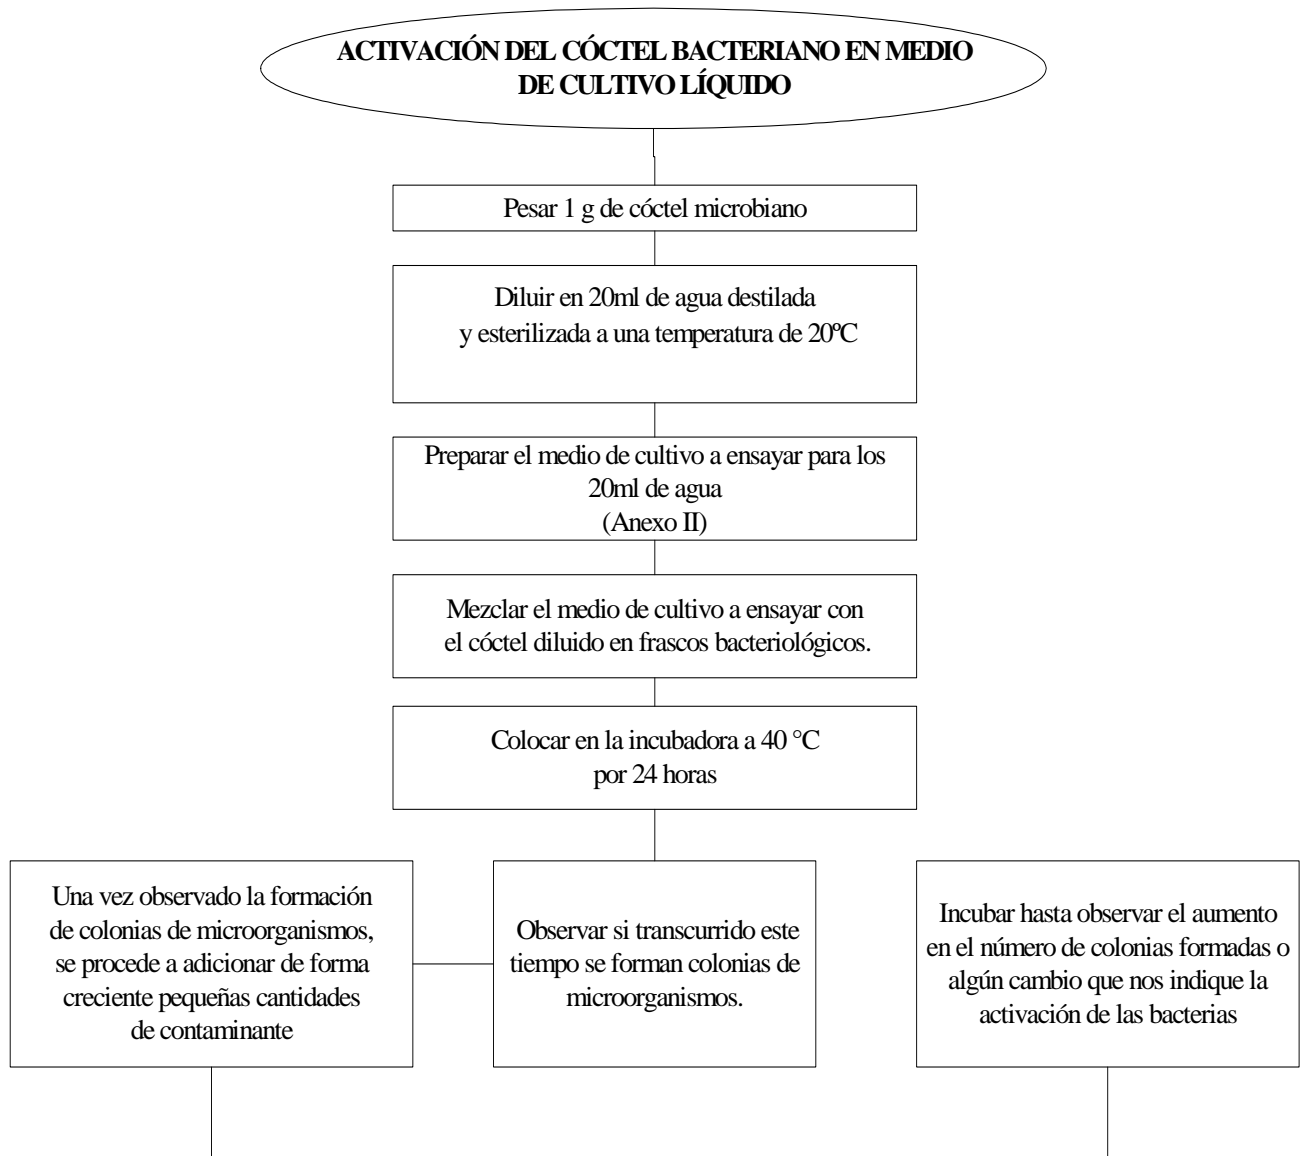 ACTIVACIÓN DEL CÓCTEL BACTERIANO EN MEDIO
DE CULTIVO LÍQUIDO
Pesar 1 g de cóctel microbiano
Diluir en 20ml de agua destilada
y esterilizada a una temperatura de 20ºC
Preparar el medio de cultivo a ensayar para los
20ml de agua
(Anexo II)
Mezclar el medio de cultivo a ensayar con
el cóctel diluido en frascos bacteriológicos.
Colocar en la incubadora a 40 °C
por 24 horas
Una vez observado la formación
de colonias de microorganismos,
se procede a adicionar de forma
creciente pequeñas cantidades
de contaminante
Observar si transcurrido este
tiempo se forman colonias de
microorganismos.
Incubar hasta observar el aumento
en el número de colonias formadas o
algún cambio que nos indique la
activación de las bacterias